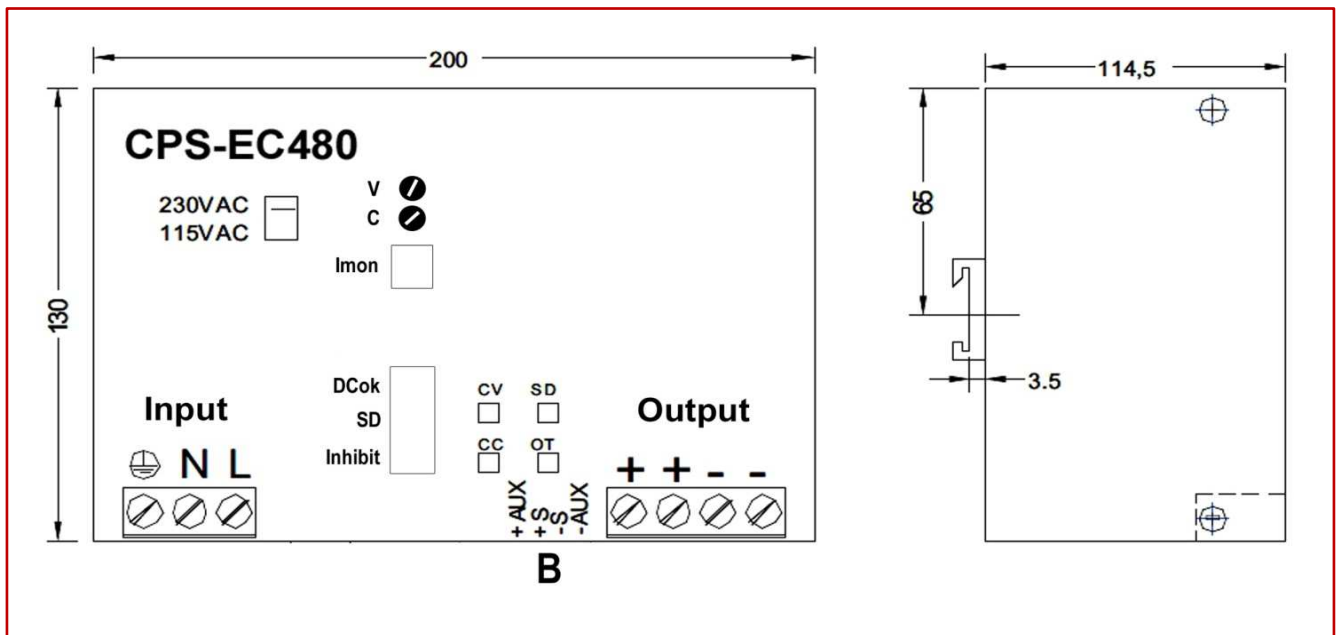 200
114,5
CPS-EC480
V
C
230VAC
115VAC
Imon
65
130
3.5
DCok
SD
Inhibit
CV SD
CC OT
Input
Output
N L
+ + - -
+AUX
+S
-S
-AUX
B